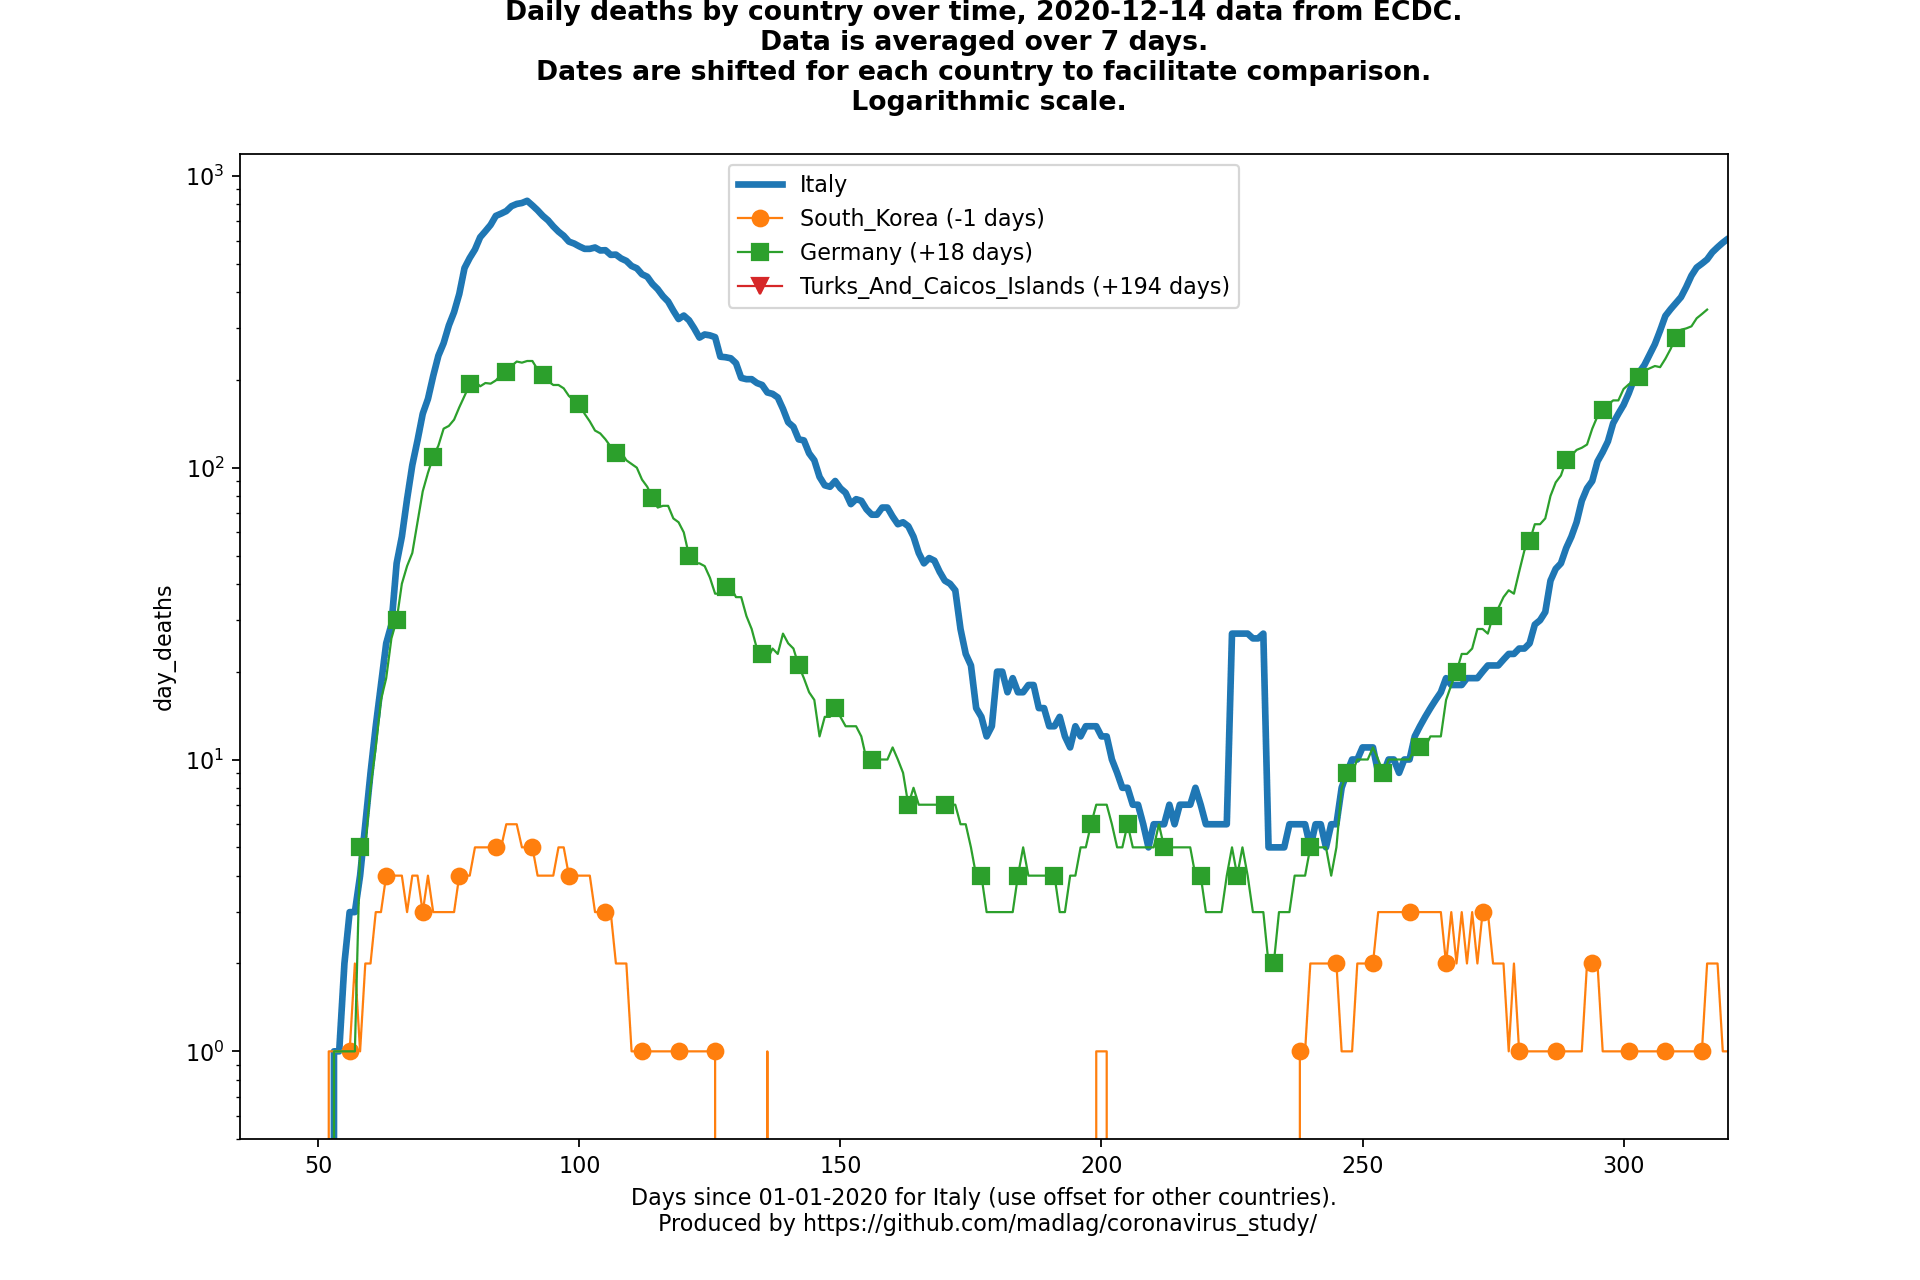 Daily deaths by country over time, 2020-12-14 data from ECDC.
Data is averaged over 7 days.
Dates are shifted for each country to facilitate comparison.
Logarithmic scale.
10³
10²
10¹
10⁰
day_deaths
Italy
South_Korea (-1 days)
Germany (+18 days)
Turks_And_Caicos_Islands (+194 days)
50 100 150 200 250 300
Days since 01-01-2020 for Italy (use offset for other countries).
Produced by https://github.com/madlag/coronavirus_study/